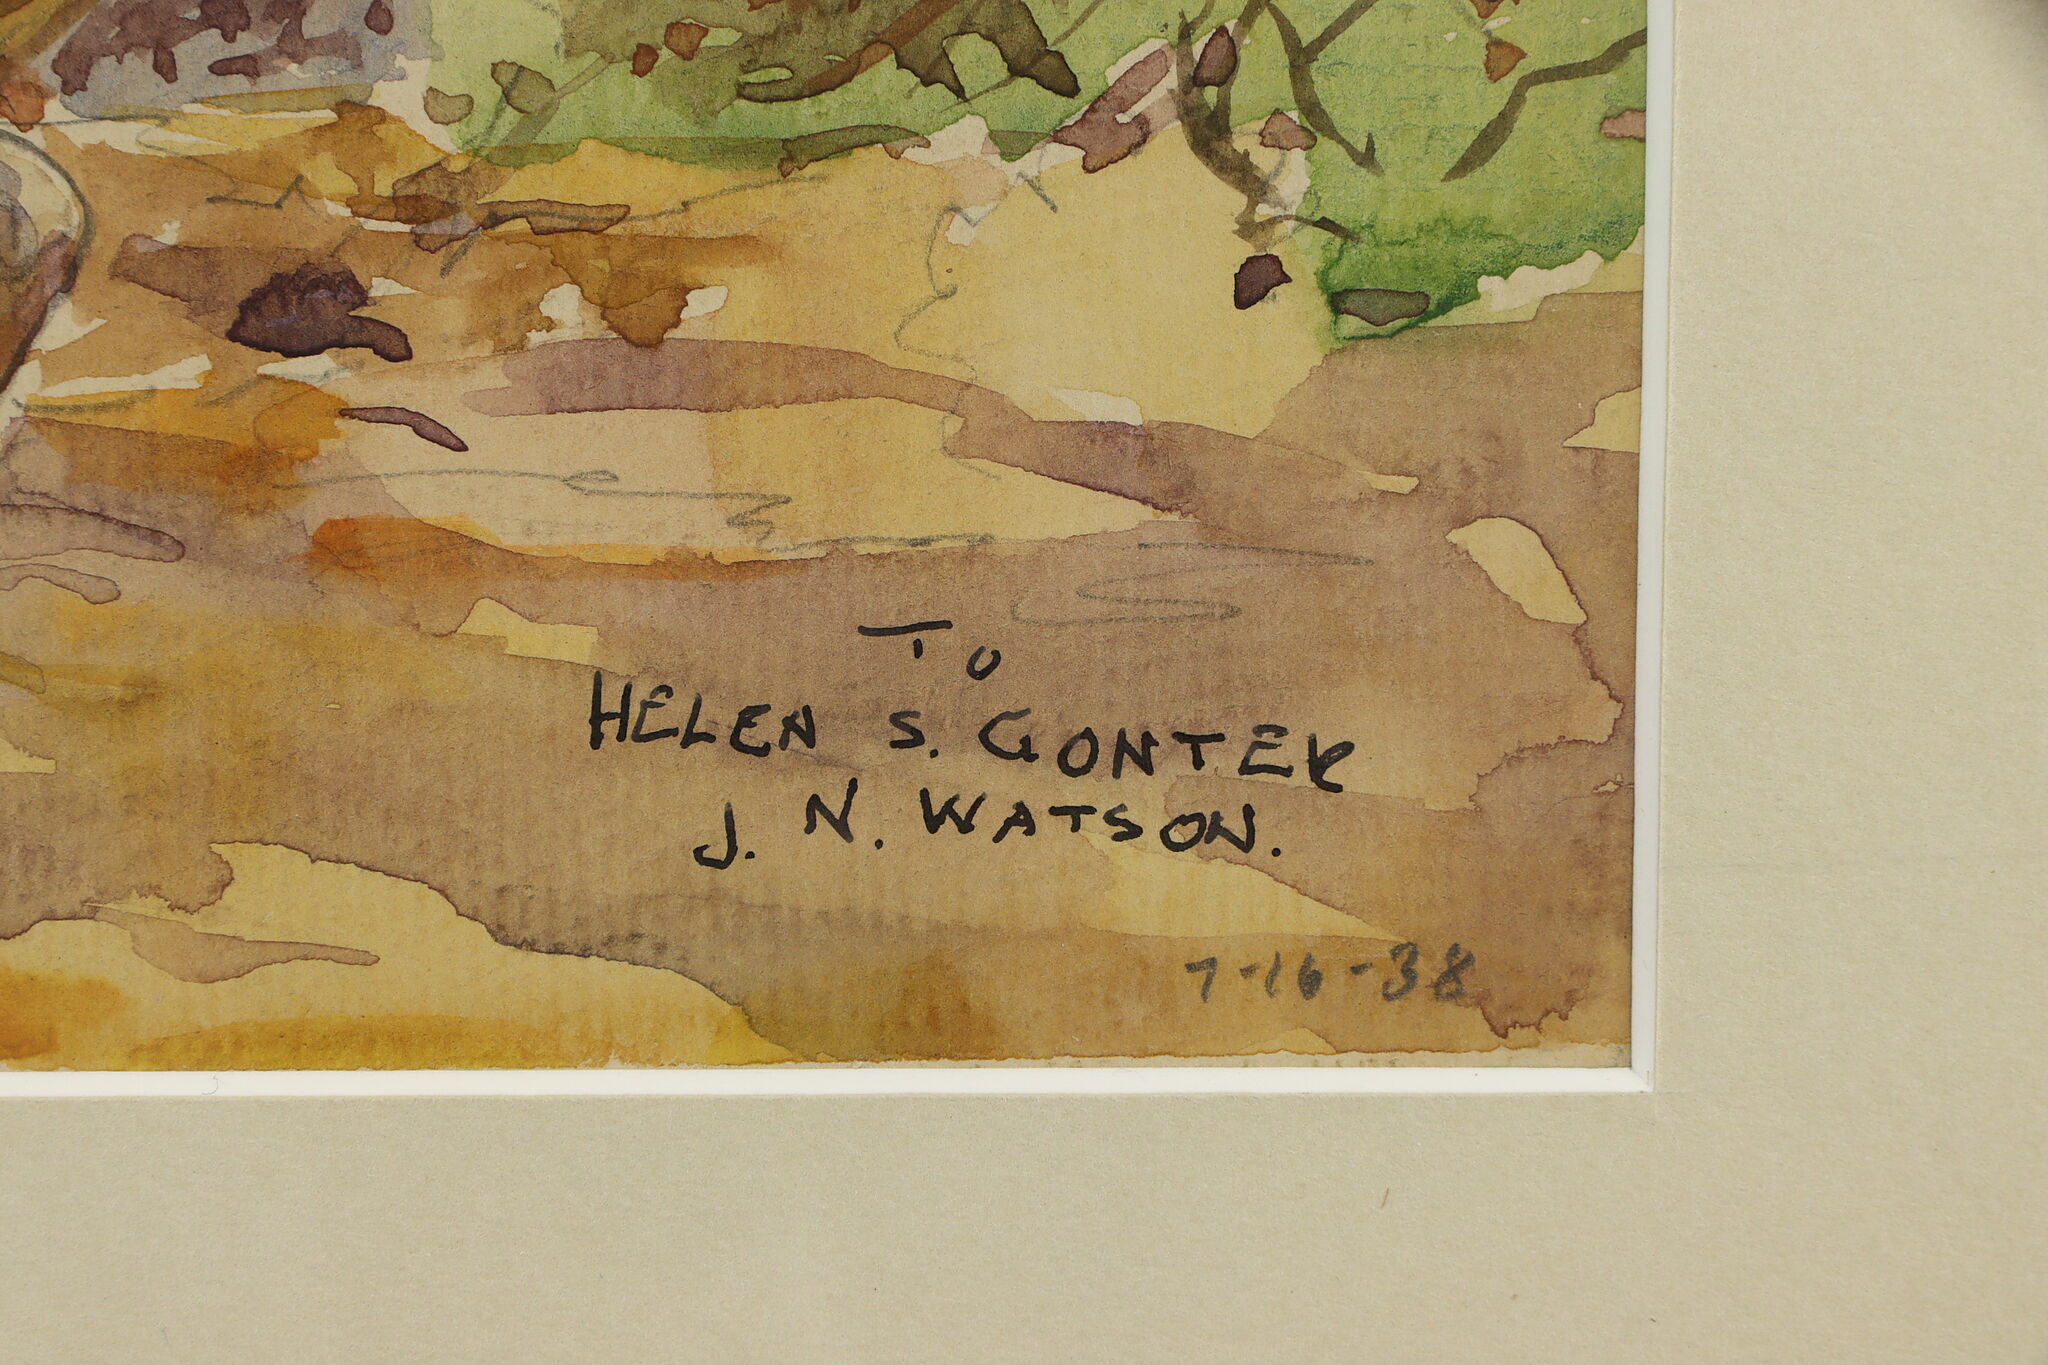 To
HELEN S. GONTER
J. N. WATSON.
7-16-38